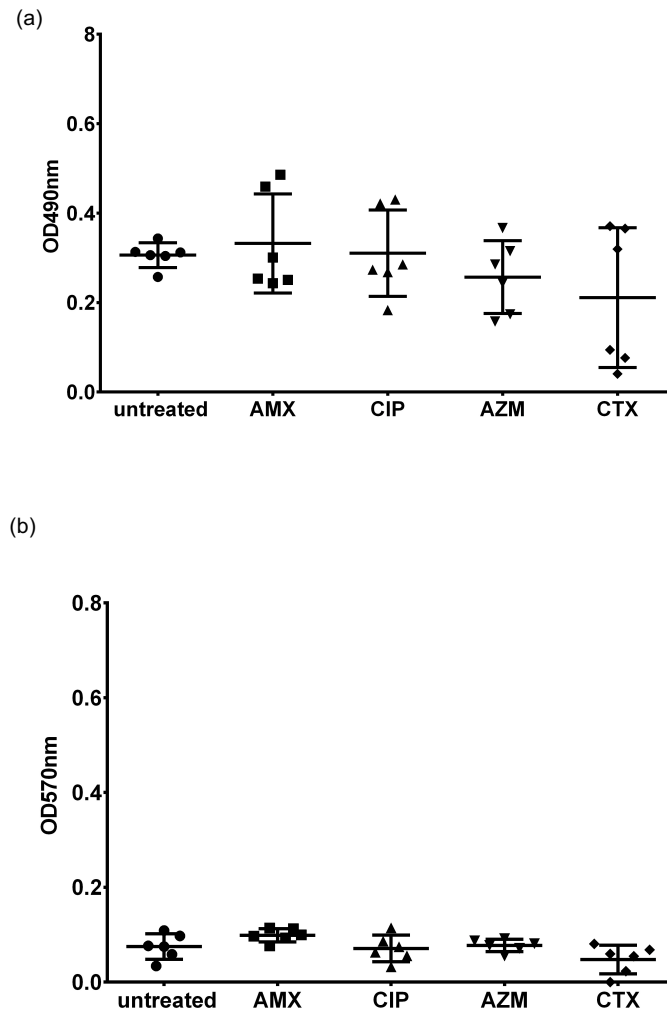 (a)
8
0.6
0.4
0.2
0.0
OD490nm
untreated AMX CIP AZM CTX
(b)
0.8
0.6
0.4
0.2
0.0
OD570nm
untreated AMX CIP AZM CTX